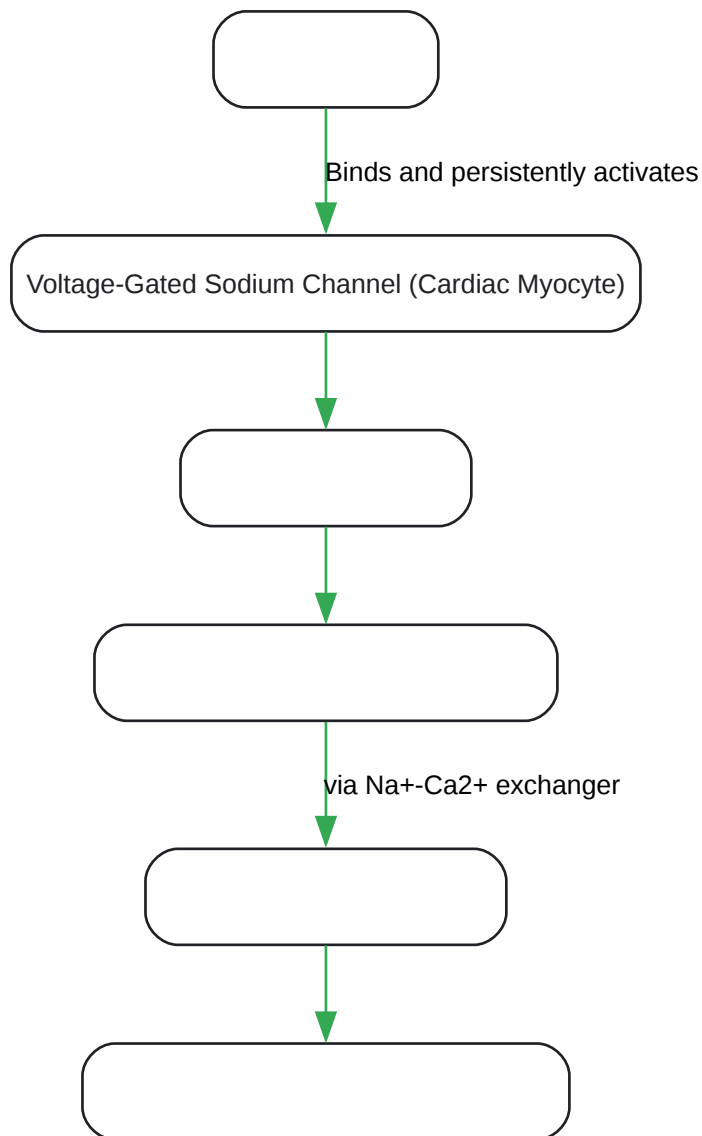 Binds and persistently activates
Voltage-Gated Sodium Channel (Cardiac Myocyte)
via Na+-Ca2+ exchanger